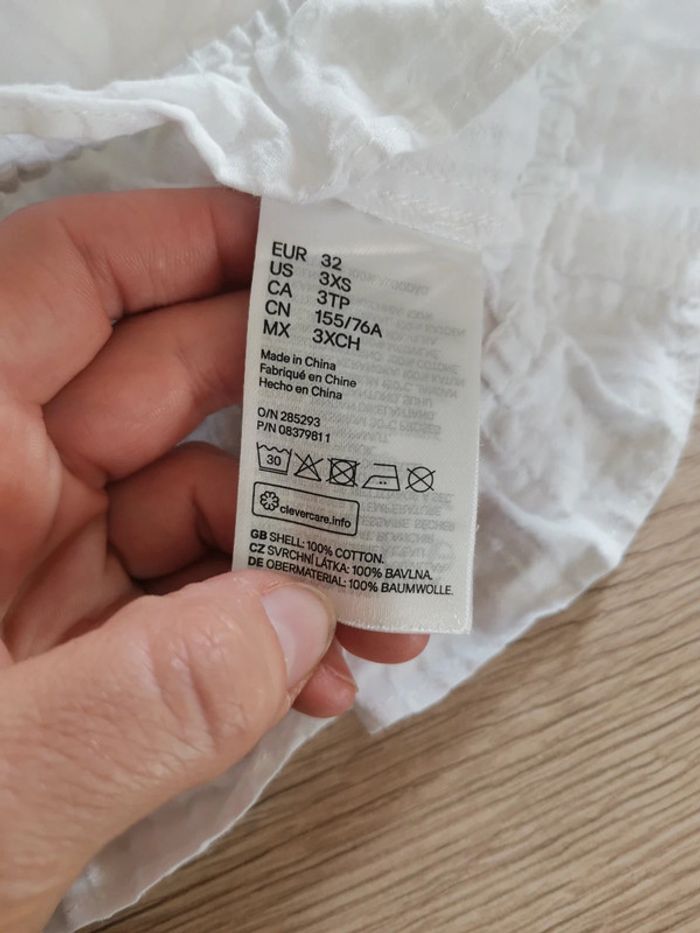 EUR 32
US 3XS
CA 3TP
CN 155/76A
MX 3XCH
Made in China
Fabriqué en Chine
Hecho en China
O/N 285293
P/N 08379811
30
clevercare.info
GB SHELL: 100% COTTON.
CZ SVRCHNÍ LÁTKA: 100% BAVLNA.
DE OBERMATERIAL: 100% BAUMWOLLE.